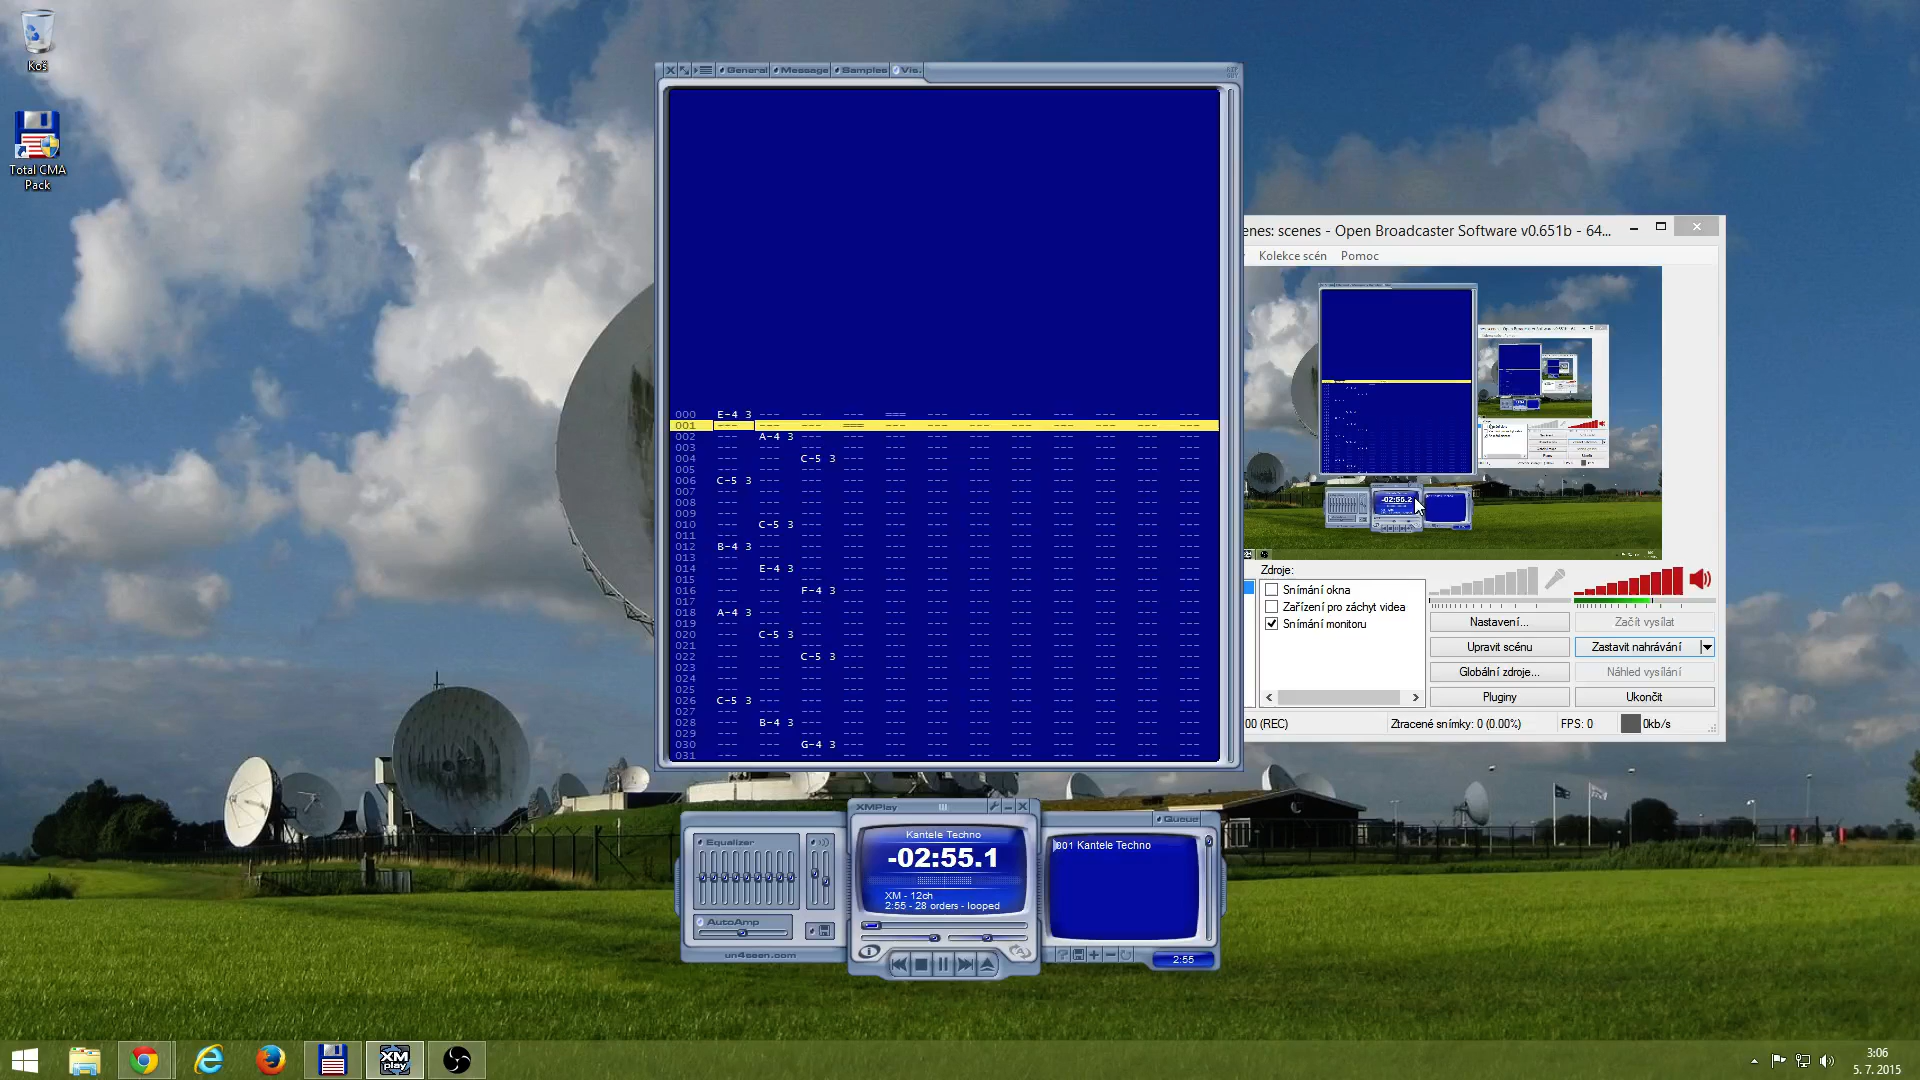 Koš
Total CMA
Pack
General
Message
Samples
Vis.
000 E-4 3 --- --- --- === --- --- --- --- --- --- ---
001 --- --- --- === --- --- --- --- --- --- --- ---
002 --- A-4 3 --- --- --- --- --- --- --- --- --- ---
003 --- --- --- --- --- --- --- --- --- --- --- ---
004 --- --- C-5 3 --- --- --- --- --- --- --- --- ---
005 --- --- --- --- --- --- --- --- --- --- --- ---
006 C-5 3 --- --- --- --- --- --- --- --- --- --- ---
007 --- --- --- --- --- --- --- --- --- --- --- ---
008 --- --- --- --- --- --- --- --- --- --- --- ---
009 --- --- --- --- --- --- --- --- --- --- --- ---
010 --- C-5 3 --- --- --- --- --- --- --- --- --- ---
011 --- --- --- --- --- --- --- --- --- --- --- ---
012 B-4 3 --- --- --- --- --- --- --- --- --- --- ---
013 --- --- --- --- --- --- --- --- --- --- --- ---
014 --- E-4 3 --- --- --- --- --- --- --- --- --- ---
015 --- --- --- --- --- --- --- --- --- --- --- ---
016 --- --- F-4 3 --- --- --- --- --- --- --- --- ---
017 --- --- --- --- --- --- --- --- --- --- --- ---
018 A-4 3 --- --- --- --- --- --- --- --- --- --- ---
019 --- --- --- --- --- --- --- --- --- --- --- ---
020 --- C-5 3 --- --- --- --- --- --- --- --- --- ---
021 --- --- --- --- --- --- --- --- --- --- --- ---
022 --- --- C-5 3 --- --- --- --- --- --- --- --- ---
023 --- --- --- --- --- --- --- --- --- --- --- ---
024 --- --- --- --- --- --- --- --- --- --- --- ---
025 --- --- --- --- --- --- --- --- --- --- --- ---
026 C-5 3 --- --- --- --- --- --- --- --- --- --- ---
027 --- --- --- --- --- --- --- --- --- --- --- ---
028 --- B-4 3 --- --- --- --- --- --- --- --- --- ---
029 --- --- --- --- --- --- --- --- --- --- --- ---
030 --- --- G-4 3 --- --- --- --- --- --- --- --- ---
031 --- --- --- --- --- --- --- --- --- --- --- ---
enes: scenes - Open Broadcaster Software v0.651b - 64...
Kolekce scén Pomoc
-02:55.2
Zdroje:
Snímání okna
Zařízení pro záchyt videa
Snímání monitoru
Nastavení...
Začít vysílat
Upravit scénu
Zastavit nahrávání
Globální zdroje...
Náhled vysílání
Pluginy
Ukončit
00 (REC)
Ztracené snímky: 0 (0.00%)
FPS: 0
0kb/s
XMPlay
Equalizer
AutoAmp
un4seen.com
Kantele Techno
-02:55.1
XM - 12ch
2:55 - 28 orders - looped
Queue
001 Kantele Techno
2:55
XM
play
3:06
5. 7. 2015